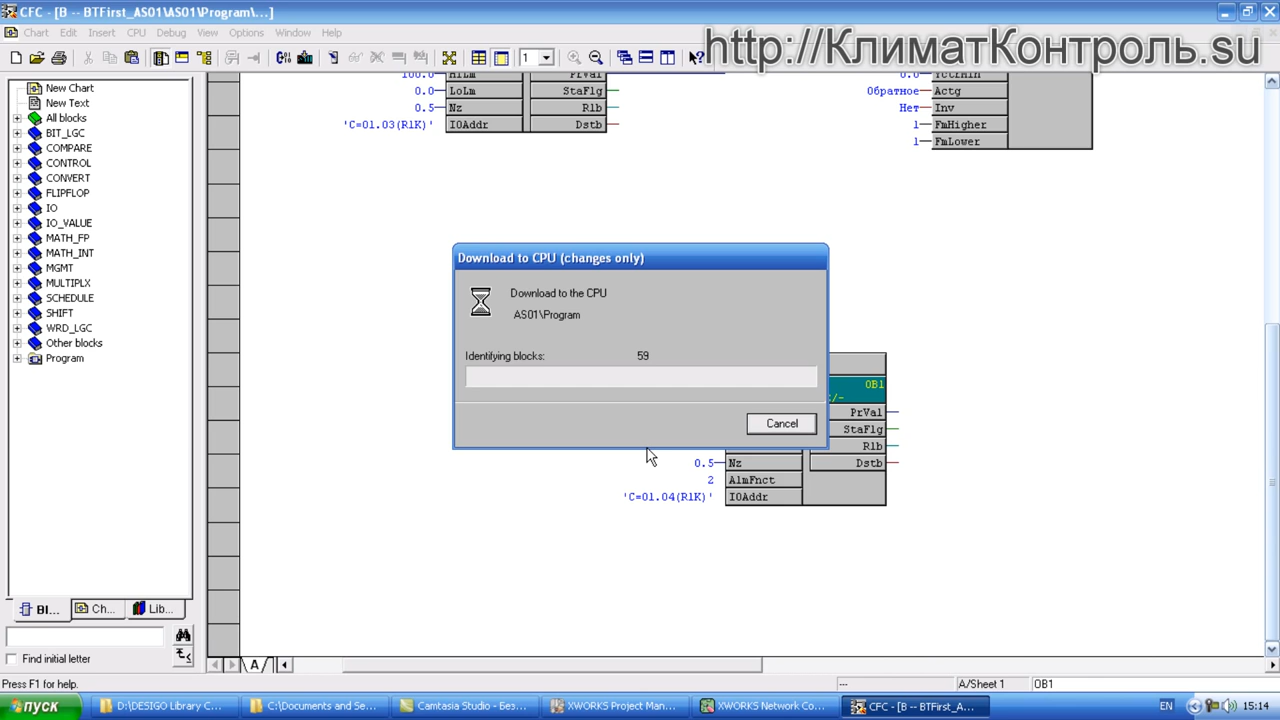 CFC - [B -- BTFirst_AS01\AS01\Program\...]
Chart Edit Insert CPU Debug View Options Window Help
1
http://КлиматКонтроль.su
New Chart
New Text
All blocks
BIT_LGC
COMPARE
CONTROL
CONVERT
FLIPFLOP
IO
IO_VALUE
MATH_FP
MATH_INT
MGMT
MULTIPLX
SCHEDULE
SHIFT
WRD_LGC
Other blocks
Program
Bl... Ch... Lib...
Find initial letter
100.0 HiLm PrVal
0.0 LoLm StaFlg
0.5 Nz Rlb
'C=01.03(R1K)' IOAddr Dstb
0.0 YctrMin
Обратное Actg
Нет Inv
1 FmHigher
1 FmLower
Download to CPU (changes only)
Download to the CPU
AS01\Program
Identifying blocks: 59
Cancel
OB1
/-
PrVal
StaFlg
Rlb
0.5 Nz Dstb
2 AlmFnct
'C=01.04(R1K)' IOAddr
A
Press F1 for help.
--- A/Sheet 1 OB1
пуск D:\DESIGO Library C... C:\Documents and Se... Camtasia Studio - Без... XWORKS Project Man... XWORKS Network Co... CFC - [B -- BTFirst_A... EN 15:14